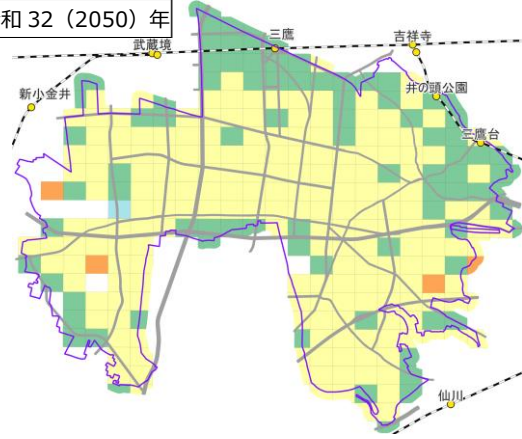 和 32（2050）年
三鷹
吉祥寺
武蔵境
井の頭公園
新小金井
三鷹台
仙川